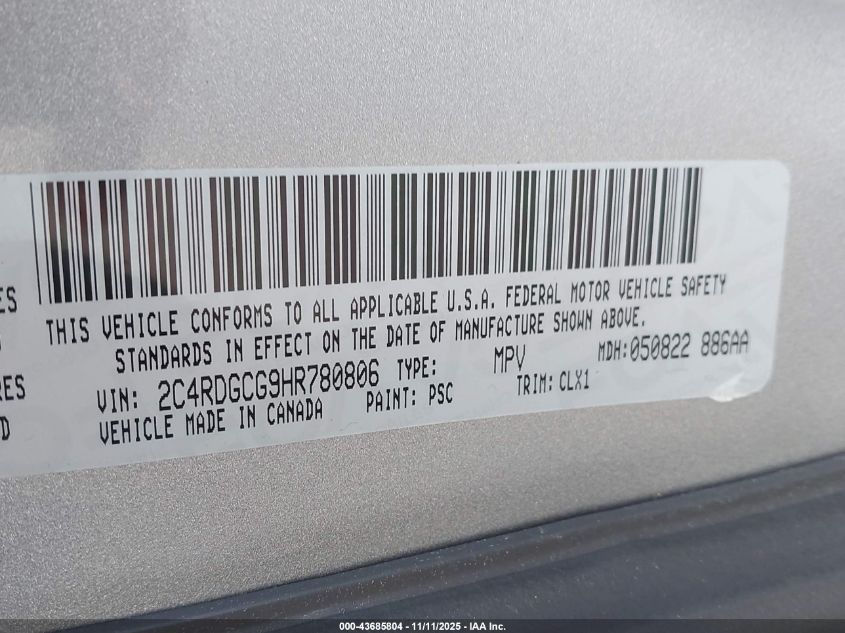 ES
THIS VEHICLE CONFORMS TO ALL APPLICABLE U.S.A. FEDERAL MOTOR VEHICLE SAFETY
STANDARDS IN EFFECT ON THE DATE OF MANUFACTURE SHOWN ABOVE.
RES
VIN: 2C4RDGCG9HR780806 TYPE: MPV MDH:050822 886AA
D
VEHICLE MADE IN CANADA PAINT: PSC TRIM: CLX1
000-43685804 - 11/11/2025 - IAA Inc.